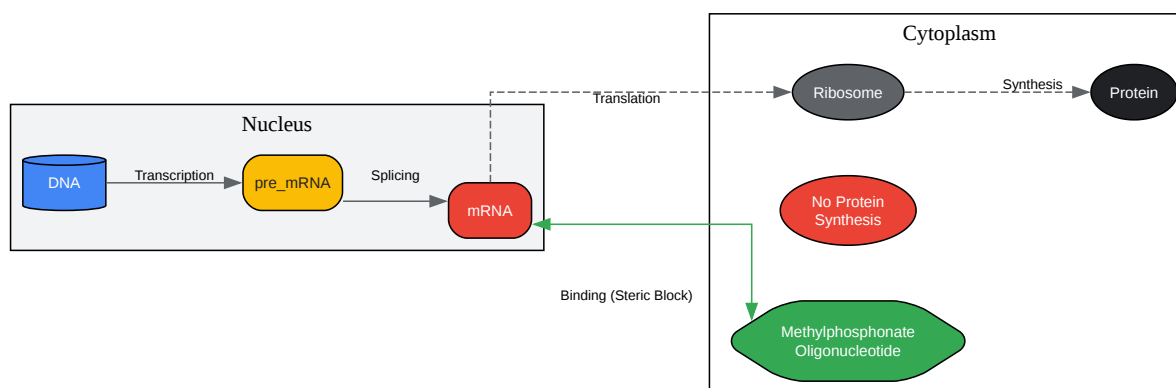 Cytoplasm
Ribosome
Synthesis
Protein
Translation
Nucleus
DNA
Transcription
pre_mRNA
Splicing
mRNA
No Protein
Synthesis
Binding (Steric Block)
Methylphosphonate
Oligonucleotide